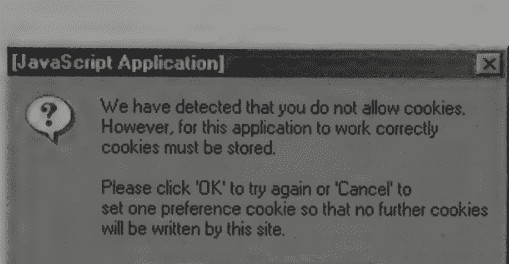 [JavaScript Application]
?
We have detected that you do not allow cookies.
However, for this application to work correctly
cookies must be stored.
Please click 'OK' to try again or 'Cancel' to
set one preference cookie so that no further cookies
will be written by this site.